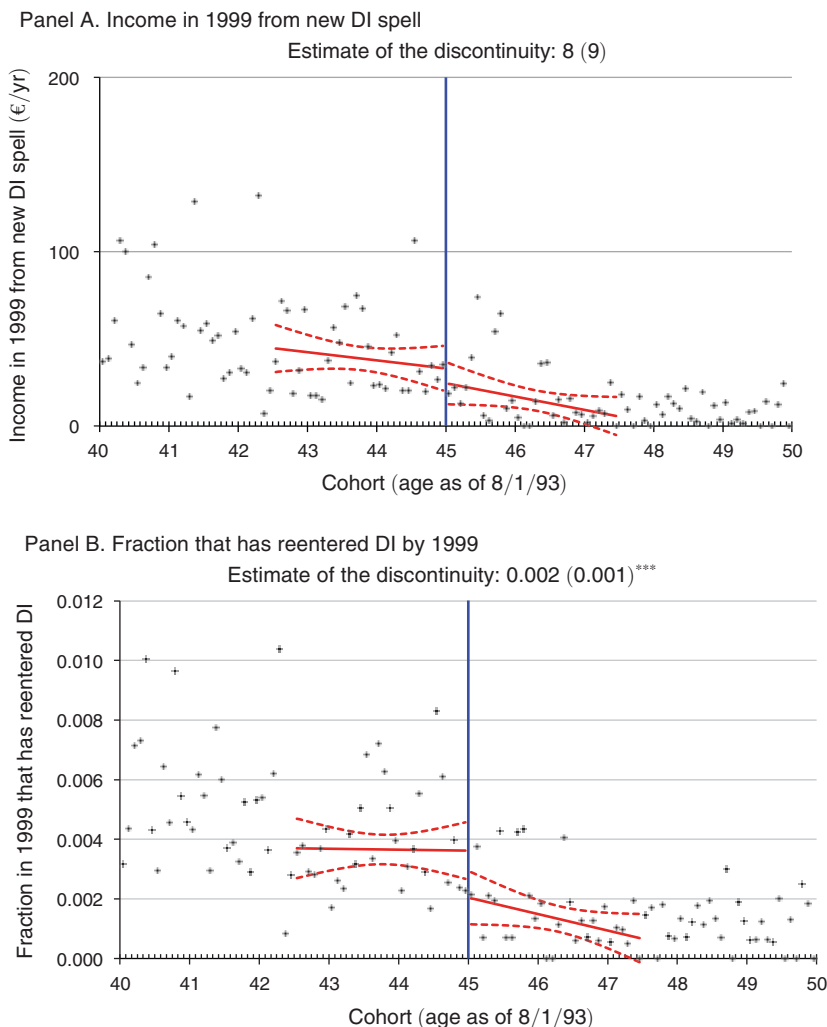 Panel A. Income in 1999 from new DI spell
Estimate of the discontinuity: 8 (9)
Income in 1999 from new DI spell (€/yr)
200
100
0
40 41 42 43 44 45 46 47 48 49 50
Cohort (age as of 8/1/93)
Panel B. Fraction that has reentered DI by 1999
Estimate of the discontinuity: 0.002 (0.001)***
Fraction in 1999 that has reentered DI
0.012
0.010
0.008
0.006
0.004
0.002
0.000
40 41 42 43 44 45 46 47 48 49 50
Cohort (age as of 8/1/93)